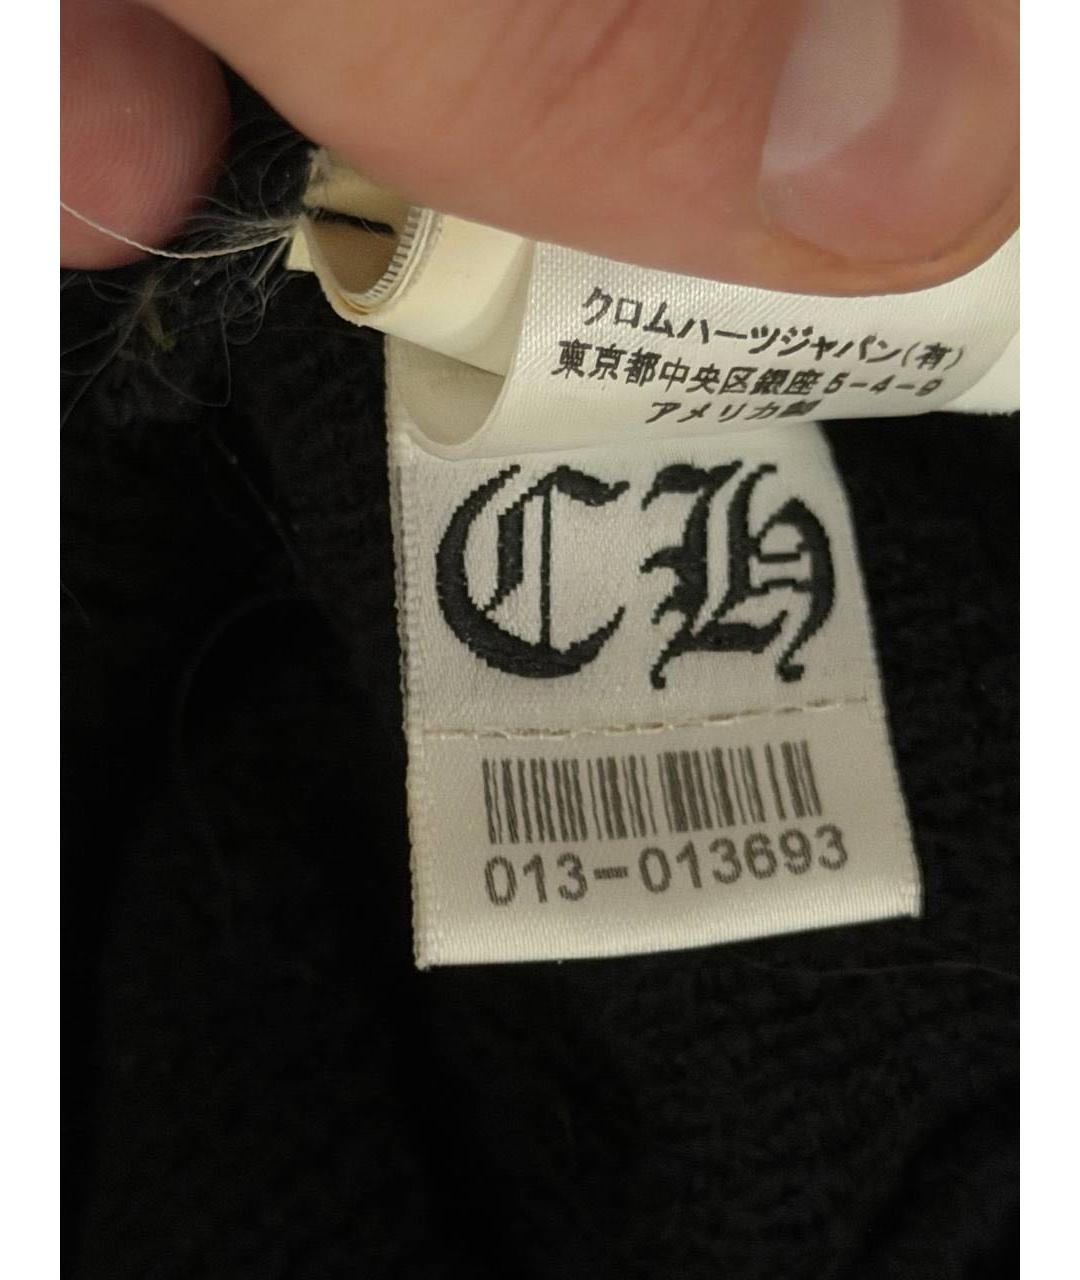 クロムハーツジャパン(有)
東京都中央区銀座5-4-9
アメリカ製
CH
013-013693